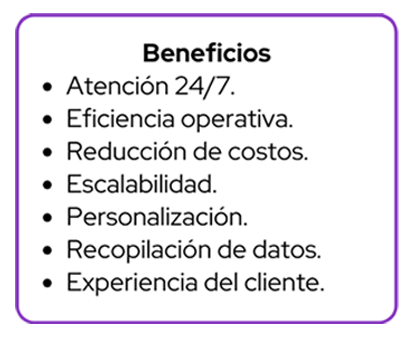 Beneficios
• Atención 24/7.
• Eficiencia operativa.
• Reducción de costos.
• Escalabilidad.
• Personalización.
• Recopilación de datos.
• Experiencia del cliente.